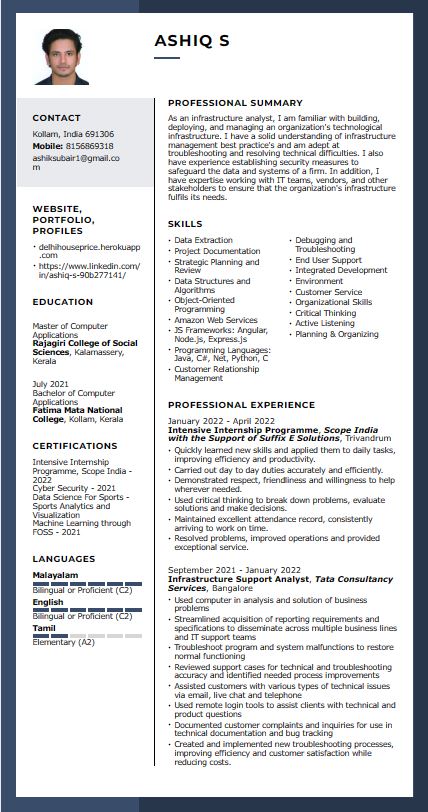 ASHIQ S
CONTACT
Kollam, India 691306
Mobile: 8156869318
ashiksubair1@gmail.co
m
WEBSITE,
PORTFOLIO,
PROFILES
• delhihouseprice.herokuapp
.com
• https://www.linkedin.com/
in/ashiq-s-90b277141/
EDUCATION
Master of Computer
Applications
Rajagiri College of Social
Sciences, Kalamassery,
Kerala
July 2021
Bachelor of Computer
Applications
Fatima Mata National
College, Kollam, Kerala
CERTIFICATIONS
Intensive Internship
Programme, Scope India -
2022
Cyber Security - 2021
Data Science For Sports -
Sports Analytics and
Visualization
Machine Learning through
FOSS - 2021
LANGUAGES
Malayalam
Bilingual or Proficient (C2)
English
Bilingual or Proficient (C2)
Tamil
Elementary (A2)
PROFESSIONAL SUMMARY
As an infrastructure analyst, I am familiar with building,
deploying, and managing an organization's technological
infrastructure. I have a solid understanding of infrastructure
management best practice's and am adept at
troubleshooting and resolving technical difficulties. I also
have experience establishing security measures to
safeguard the data and systems of a firm. In addition, I
have expertise working with IT teams, vendors, and other
stakeholders to ensure that the organization's infrastructure
fulfils its needs.
SKILLS
• Data Extraction
• Project Documentation
• Strategic Planning and
Review
• Data Structures and
Algorithms
• Object-Oriented
Programming
• Amazon Web Services
• JS Frameworks: Angular,
Node.js, Express.js
• Programming Languages:
Java, C#, Net, Python, C
• Customer Relationship
Management
• Debugging and
Troubleshooting
• End User Support
• Integrated Development
• Environment
• Customer Service
• Organizational Skills
• Critical Thinking
• Active Listening
• Planning & Organizing
PROFESSIONAL EXPERIENCE
January 2022 - April 2022
Intensive Internship Programme, Scope India
with the Support of Suffix E Solutions, Trivandrum
• Quickly learned new skills and applied them to daily tasks,
improving efficiency and productivity.
• Carried out day to day duties accurately and efficiently.
• Demonstrated respect, friendliness and willingness to help
wherever needed.
• Used critical thinking to break down problems, evaluate
solutions and make decisions.
• Maintained excellent attendance record, consistently
arriving to work on time.
• Resolved problems, improved operations and provided
exceptional service.
September 2021 - January 2022
Infrastructure Support Analyst, Tata Consultancy
Services, Bangalore
• Used computer in analysis and solution of business
problems
• Streamlined acquisition of reporting requirements and
specifications to disseminate across multiple business lines
and IT support teams
• Troubleshoot program and system malfunctions to restore
normal functioning
• Reviewed support cases for technical and troubleshooting
accuracy and identified needed process improvements
• Assisted customers with various types of technical issues
via email, live chat and telephone
• Used remote login tools to assist clients with technical and
product questions
• Documented customer complaints and inquiries for use in
technical documentation and bug tracking
• Created and implemented new troubleshooting processes,
improving efficiency and customer satisfaction while
reducing costs.